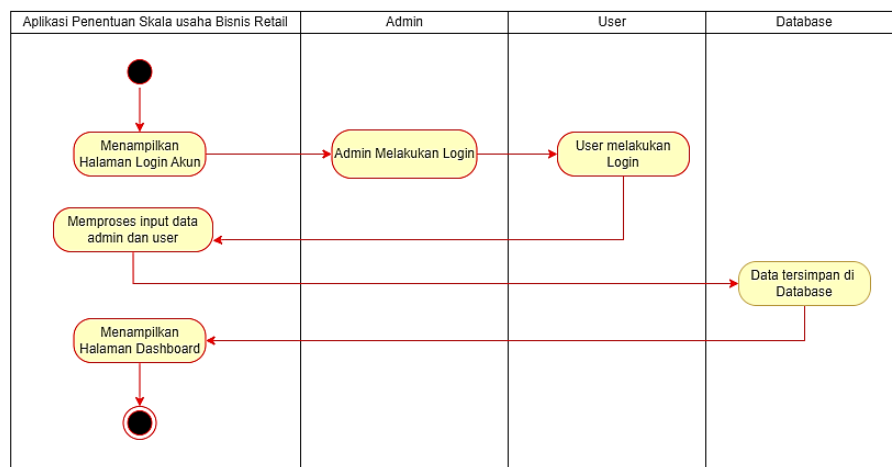 Aplikasi Penentuan Skala usaha Bisnis Retail
Admin
User
Database
Menampilkan
Halaman Login Akun
Admin Melakukan Login
User melakukan
Login
Memproses input data
admin dan user
Data tersimpan di
Database
Menampilkan
Halaman Dashboard